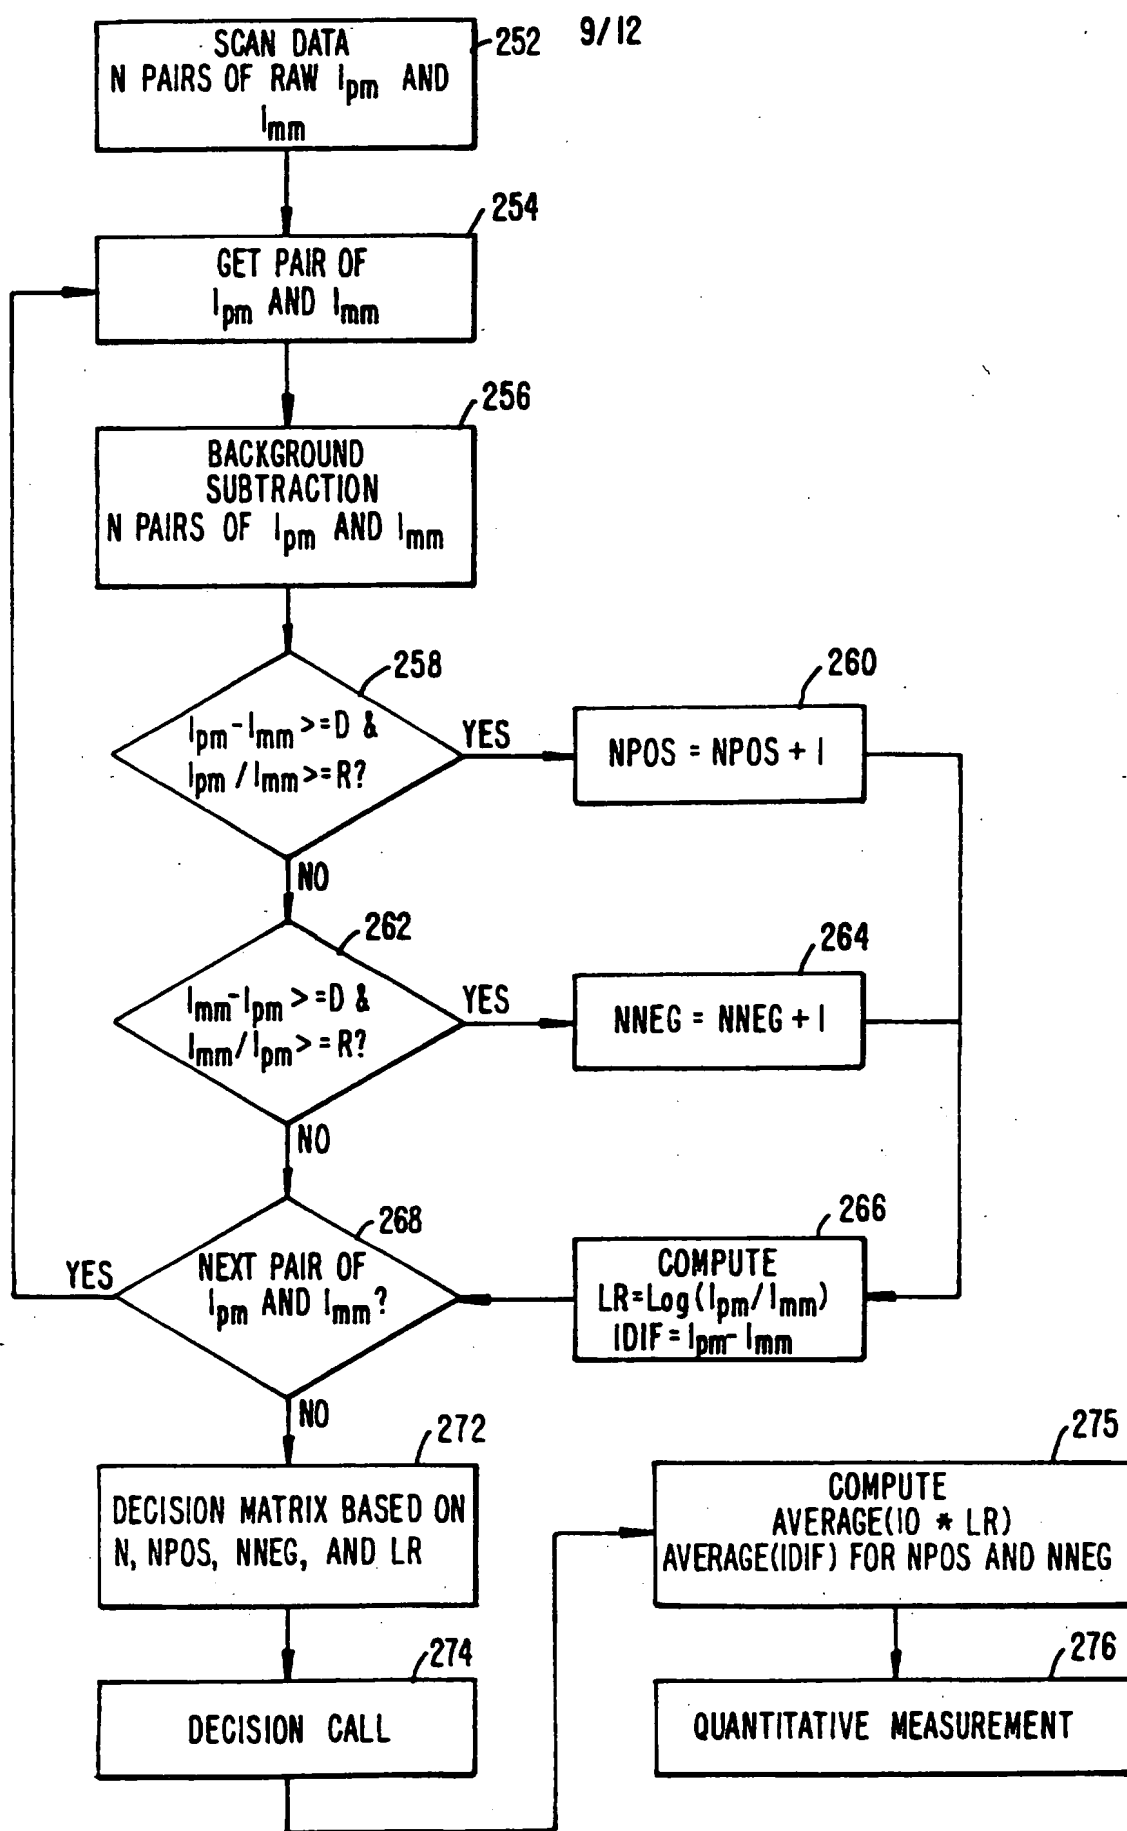 9/12
SCAN DATA
N PAIRS OF RAW Ipm AND
Imm
252
GET PAIR OF
Ipm AND Imm
254
BACKGROUND
SUBTRACTION
N PAIRS OF Ipm AND Imm
256
Ipm-Imm >=D &
Ipm/Imm >=R?
258
YES
NPOS = NPOS + 1
260
NO
Imm-Ipm >=D &
Imm/Ipm >=R?
262
YES
NNEG = NNEG + 1
264
NO
NEXT PAIR OF
Ipm AND Imm?
268
YES
COMPUTE
LR=Log(Ipm/Imm)
IDIF=Ipm-Imm
266
NO
DECISION MATRIX BASED ON
N, NPOS, NNEG, AND LR
272
COMPUTE
AVERAGE(10 * LR)
AVERAGE(IDIF) FOR NPOS AND NNEG
275
DECISION CALL
274
QUANTITATIVE MEASUREMENT
276